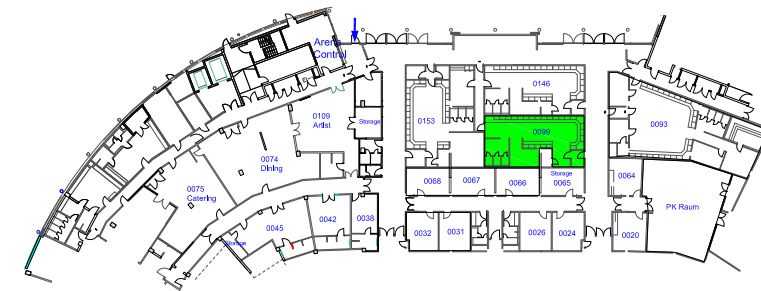 Arena
Control
0146
0109
Artist
Storage
0153
0099
0093
0074
Dining
0075
Catering
Storage
0068
0067
0066
0065
0064
PK Raum
0038
0042
0045
Storage
0032
0031
0026
0024
0020